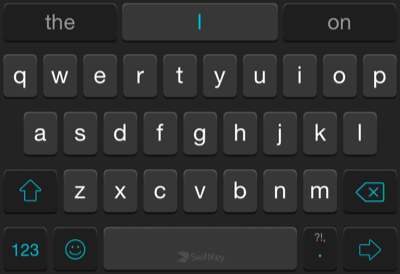 the I on
q w e r t y u i o p
a s d f g h j k l
z x c v b n m
?!,
123 SwiftKey .